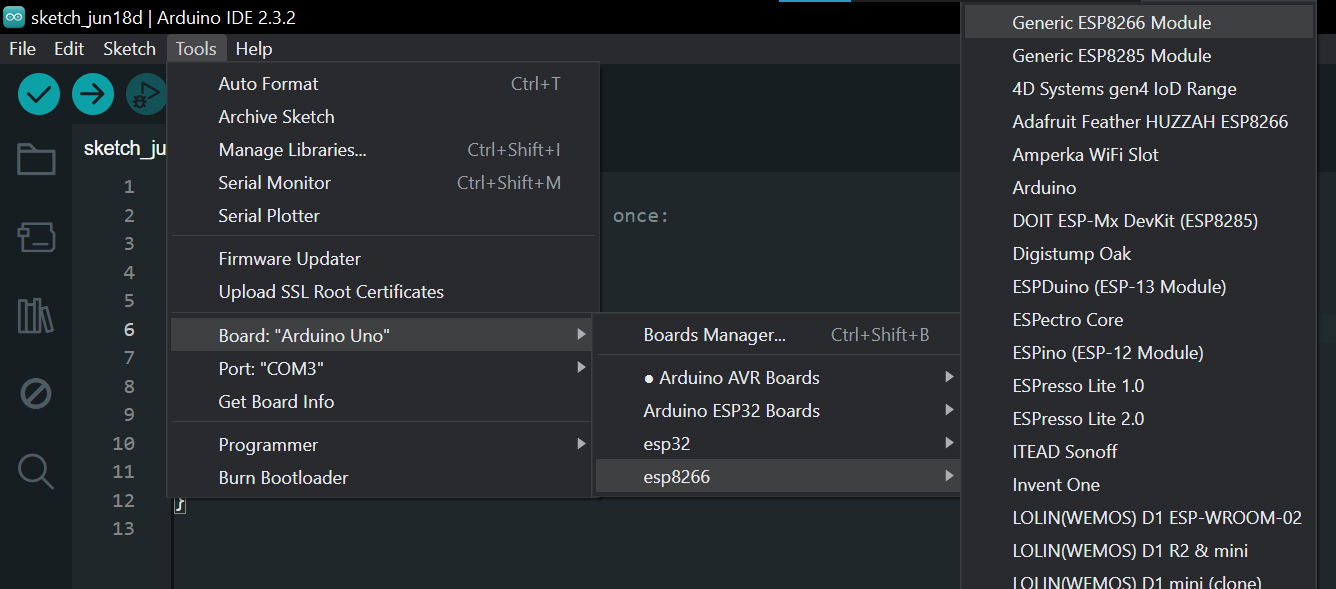 sketch_jun18d | Arduino IDE 2.3.2
File Edit Sketch Tools Help
sketch_ju
1
2
3
4
5
6
7
8
9
10
11
12
13
once:
}
Auto Format Ctrl+T
Archive Sketch
Manage Libraries... Ctrl+Shift+I
Serial Monitor Ctrl+Shift+M
Serial Plotter
Firmware Updater
Upload SSL Root Certificates
Board: "Arduino Uno"
Port: "COM3"
Get Board Info
Programmer
Burn Bootloader
Boards Manager... Ctrl+Shift+B
● Arduino AVR Boards
Arduino ESP32 Boards
esp32
esp8266
Generic ESP8266 Module
Generic ESP8285 Module
4D Systems gen4 IoD Range
Adafruit Feather HUZZAH ESP8266
Amperka WiFi Slot
Arduino
DOIT ESP-Mx DevKit (ESP8285)
Digistump Oak
ESPDuino (ESP-13 Module)
ESPectro Core
ESPino (ESP-12 Module)
ESPresso Lite 1.0
ESPresso Lite 2.0
ITEAD Sonoff
Invent One
LOLIN(WEMOS) D1 ESP-WROOM-02
LOLIN(WEMOS) D1 R2 & mini
LOLIN(WEMOS) D1 mini (clone)